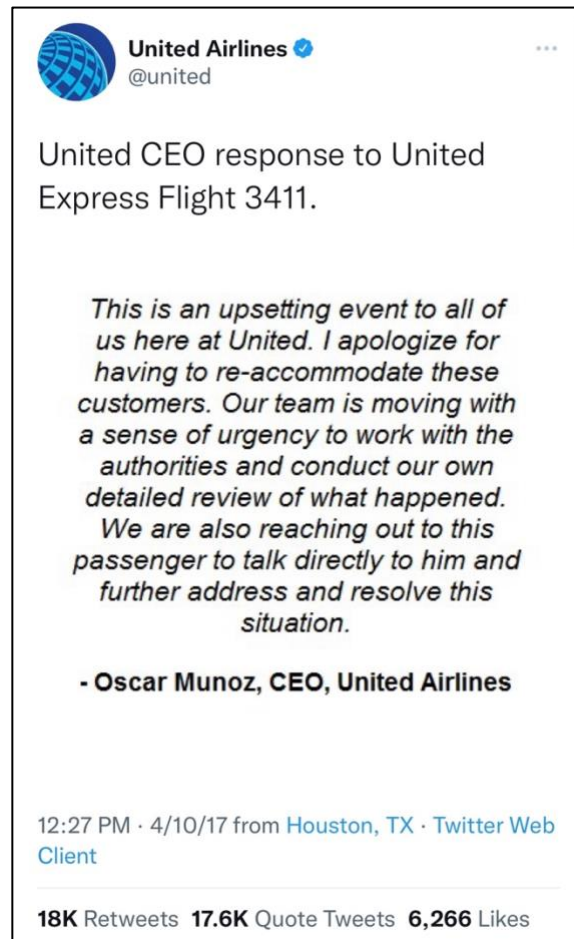 United Airlines
@united
United CEO response to United
Express Flight 3411.
This is an upsetting event to all of
us here at United. I apologize for
having to re-accommodate these
customers. Our team is moving with
a sense of urgency to work with the
authorities and conduct our own
detailed review of what happened.
We are also reaching out to this
passenger to talk directly to him and
further address and resolve this
situation.
- Oscar Munoz, CEO, United Airlines
12:27 PM · 4/10/17 from Houston, TX · Twitter Web
Client
18K Retweets 17.6K Quote Tweets 6,266 Likes